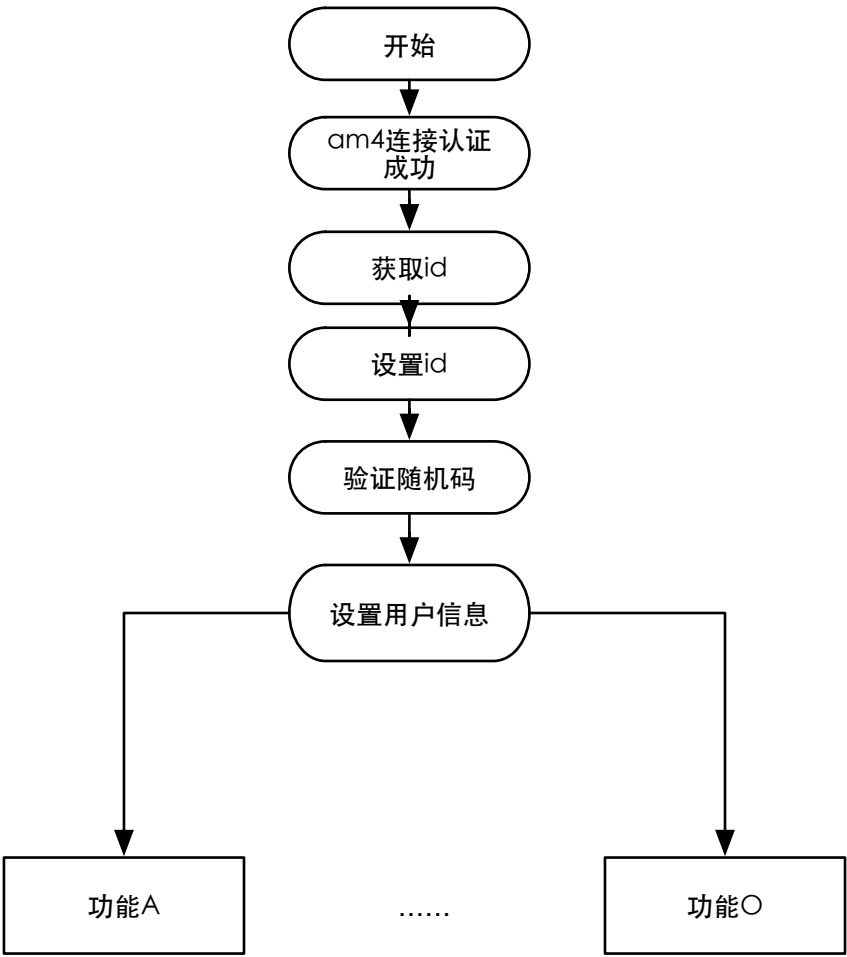 开始
am4连接认证
成功
获取id
设置id
验证随机码
设置用户信息
功能A
......
功能O